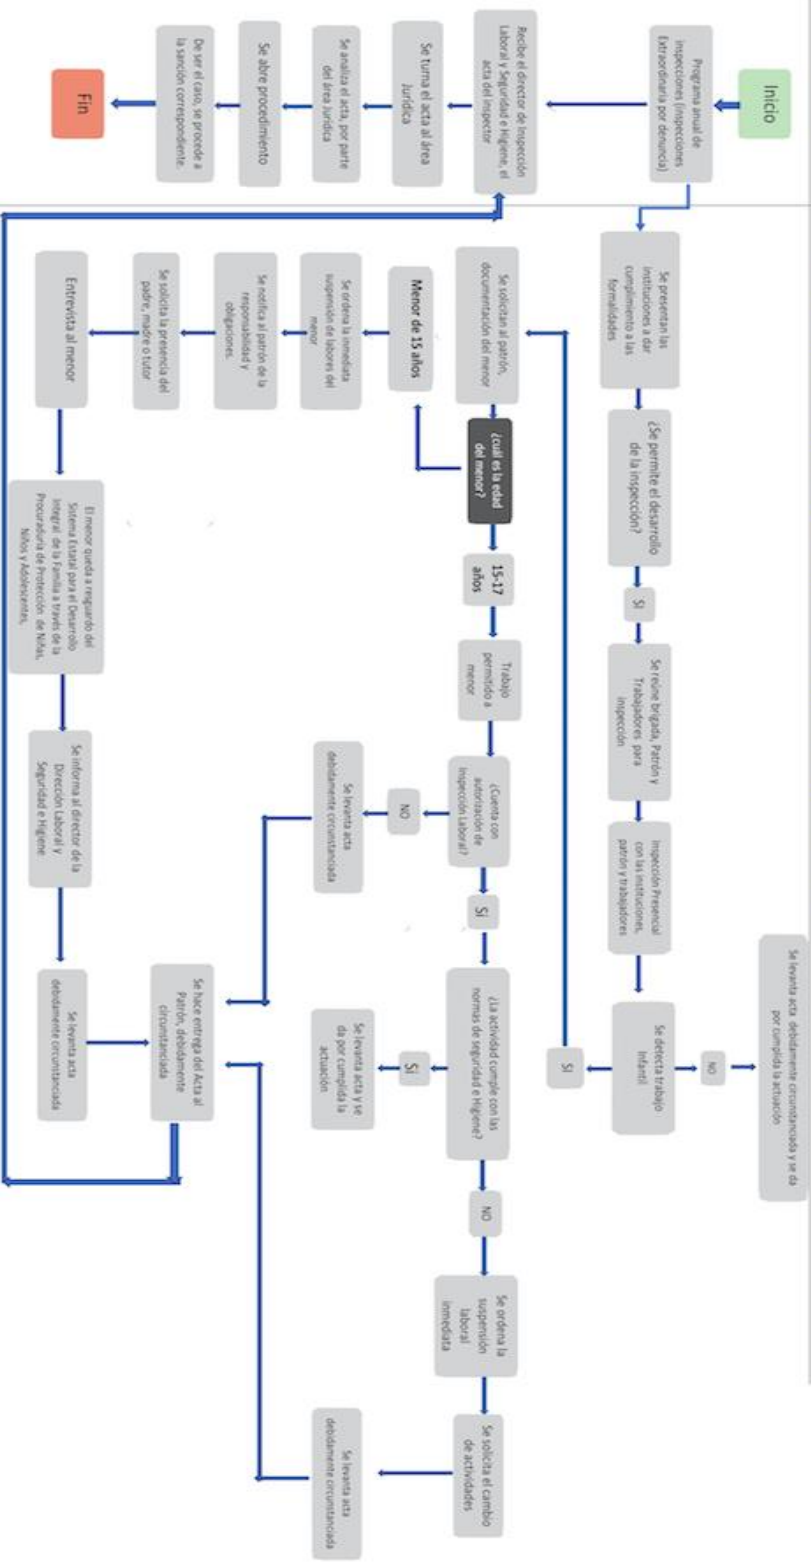 Inicio
Programa anual de
inspecciones (inspecciones
Extraordinaria por denuncia)
Recibe el director de Inspección
Laboral y Seguridad e Higiene, el
acta del inspector
Se turna el acta al área
Jurídica
Se analiza el acta, por parte
del área Jurídica
Se abre procedimiento
De ser el caso, se procede a
la sanción correspondiente.
Fin
Se presentan las
instituciones a dar
cumplimiento a las
formalidades
¿Se permite el desarrollo
de la inspección?
SI
Se reúne brigada, Patrón y
Trabajadores para
inspección
Inspección Presencial
con las instituciones,
patrón y trabajadores
Se detecta trabajo
Infantil
NO
Se levanta acta debidamente circunstanciada y se da
por cumplida la actuación
SI
Se solicitan al patrón,
documentación del menor
¿cuál es la edad
del menor?
15-17
años
Trabajo
permitido a
menor
¿Cuenta con
autorización de
Inspección Laboral?
Sí
¿La actividad cumple con las
normas de seguridad e Higiene?
NO
Se ordena la
suspensión
laboral
inmediata
Se solicita el cambio
de actividades
Menor de 15 años
NO
Sí
Se ordena la inmediata
suspensión de labores del
menor
Se levanta acta
debidamente circunstanciada
Se levanta acta y se
da por cumplida la
actuación
Se levanta acta
debidamente circunstanciada
Se notifica al patrón de la
responsabilidad y
obligaciones.
Se solicita la presencia del
padre, madre o tutor
Se hace entrega del Acta al
Patrón, debidamente
circunstanciada
Entrevista al menor
El menor queda a resguardo del
Sistema Estatal para el Desarrollo
Integral de la Familia a través de la
Procuraduría de Protección de Niñas,
Niños y Adolescentes,
Se informa al director de la
Dirección Laboral y
Seguridad e Higiene
Se levanta acta
debidamente circunstanciada